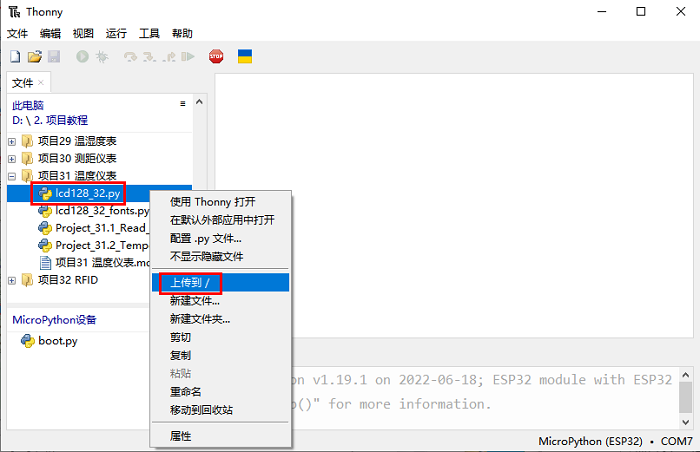 Thonny
文件 编辑 视图 运行 工具 帮助
STOP
文件
此电脑
D: \ 2. 项目教程
项目29 温湿度表
项目30 测距仪表
项目31 温度仪表
lcd128_32.py
lcd128_32_fonts.py
Project_31.1_Read_
Project_31.2_Temp
项目31 温度仪表.mc
项目32 RFID
使用 Thonny 打开
在默认外部应用中打开
配置 .py 文件...
不显示隐藏文件
上传到 /
新建文件...
新建文件夹...
剪切
复制
粘贴
重命名
移动到回收站
属性
MicroPython设备
boot.py
on v1.19.1 on 2022-06-18; ESP32 module with ESP32
()" for more information.
MicroPython (ESP32) • COM7